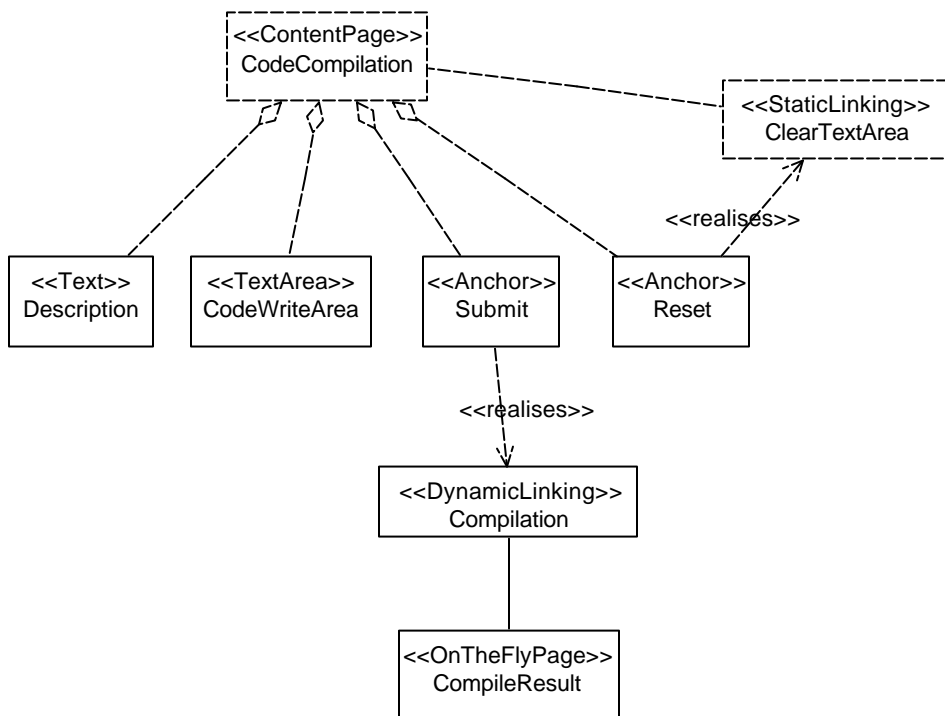 <<ContentPage>>
CodeCompilation
<<StaticLinking>>
ClearTextArea
<<realises>>
<<Text>>
Description
<<TextArea>>
CodeWriteArea
<<Anchor>>
Submit
<<Anchor>>
Reset
<<realises>>
<<DynamicLinking>>
Compilation
<<OnTheFlyPage>>
CompileResult